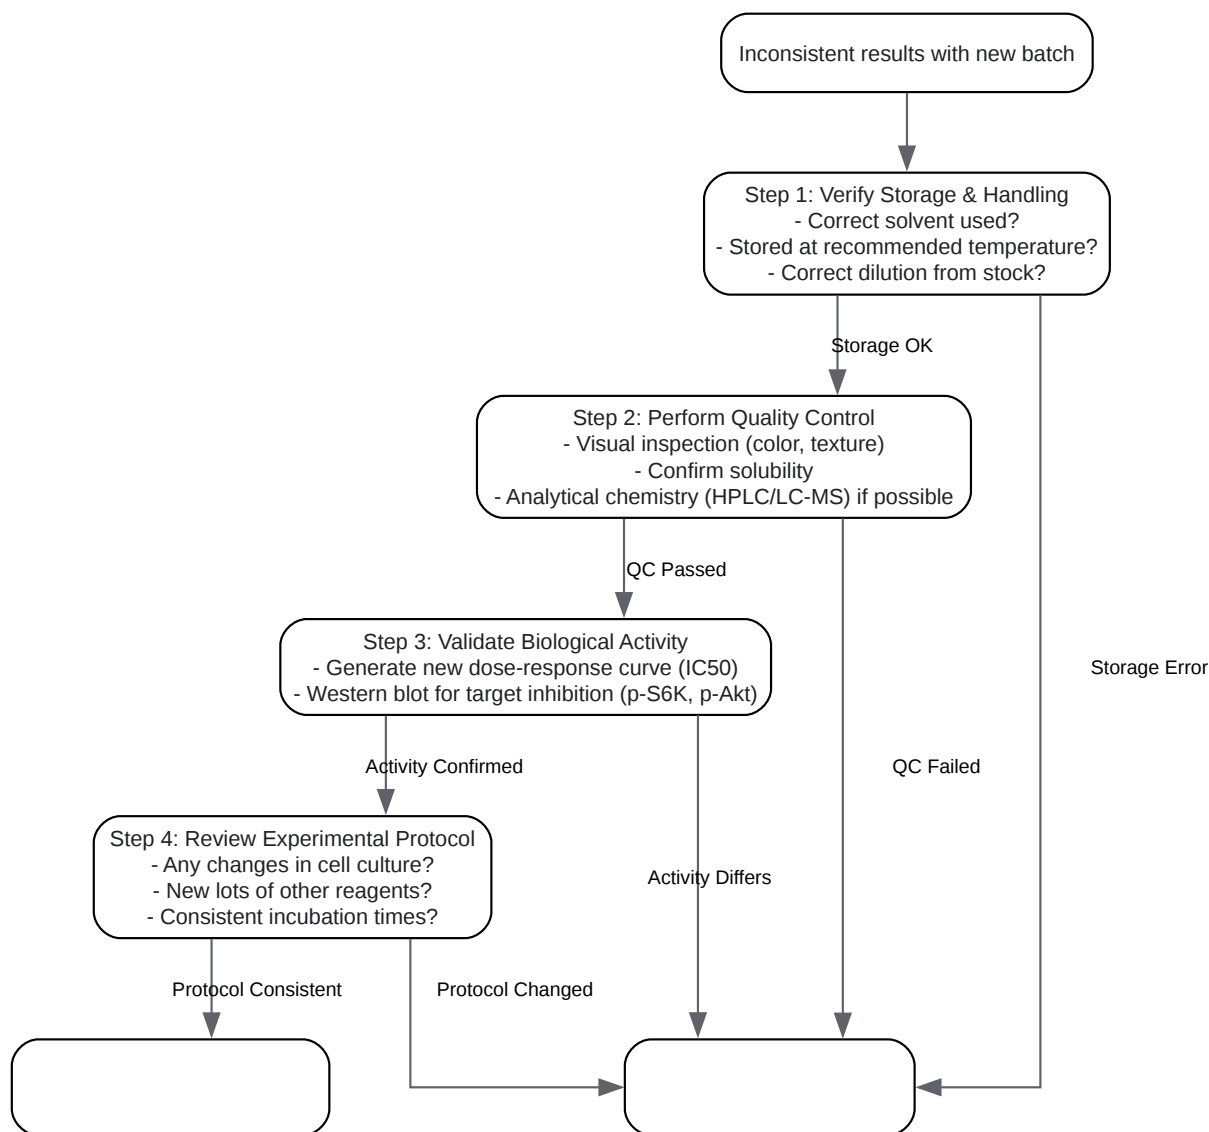 Inconsistent results with new batch
Step 1: Verify Storage & Handling
- Correct solvent used?
- Stored at recommended temperature?
- Correct dilution from stock?
Storage OK
Step 2: Perform Quality Control
- Visual inspection (color, texture)
- Confirm solubility
- Analytical chemistry (HPLC/LC-MS) if possible
QC Passed
Step 3: Validate Biological Activity
- Generate new dose-response curve (IC50)
- Western blot for target inhibition (p-S6K, p-Akt)
Storage Error
Activity Confirmed
QC Failed
Step 4: Review Experimental Protocol
- Any changes in cell culture?
- New lots of other reagents?
- Consistent incubation times?
Activity Differs
Protocol Consistent
Protocol Changed